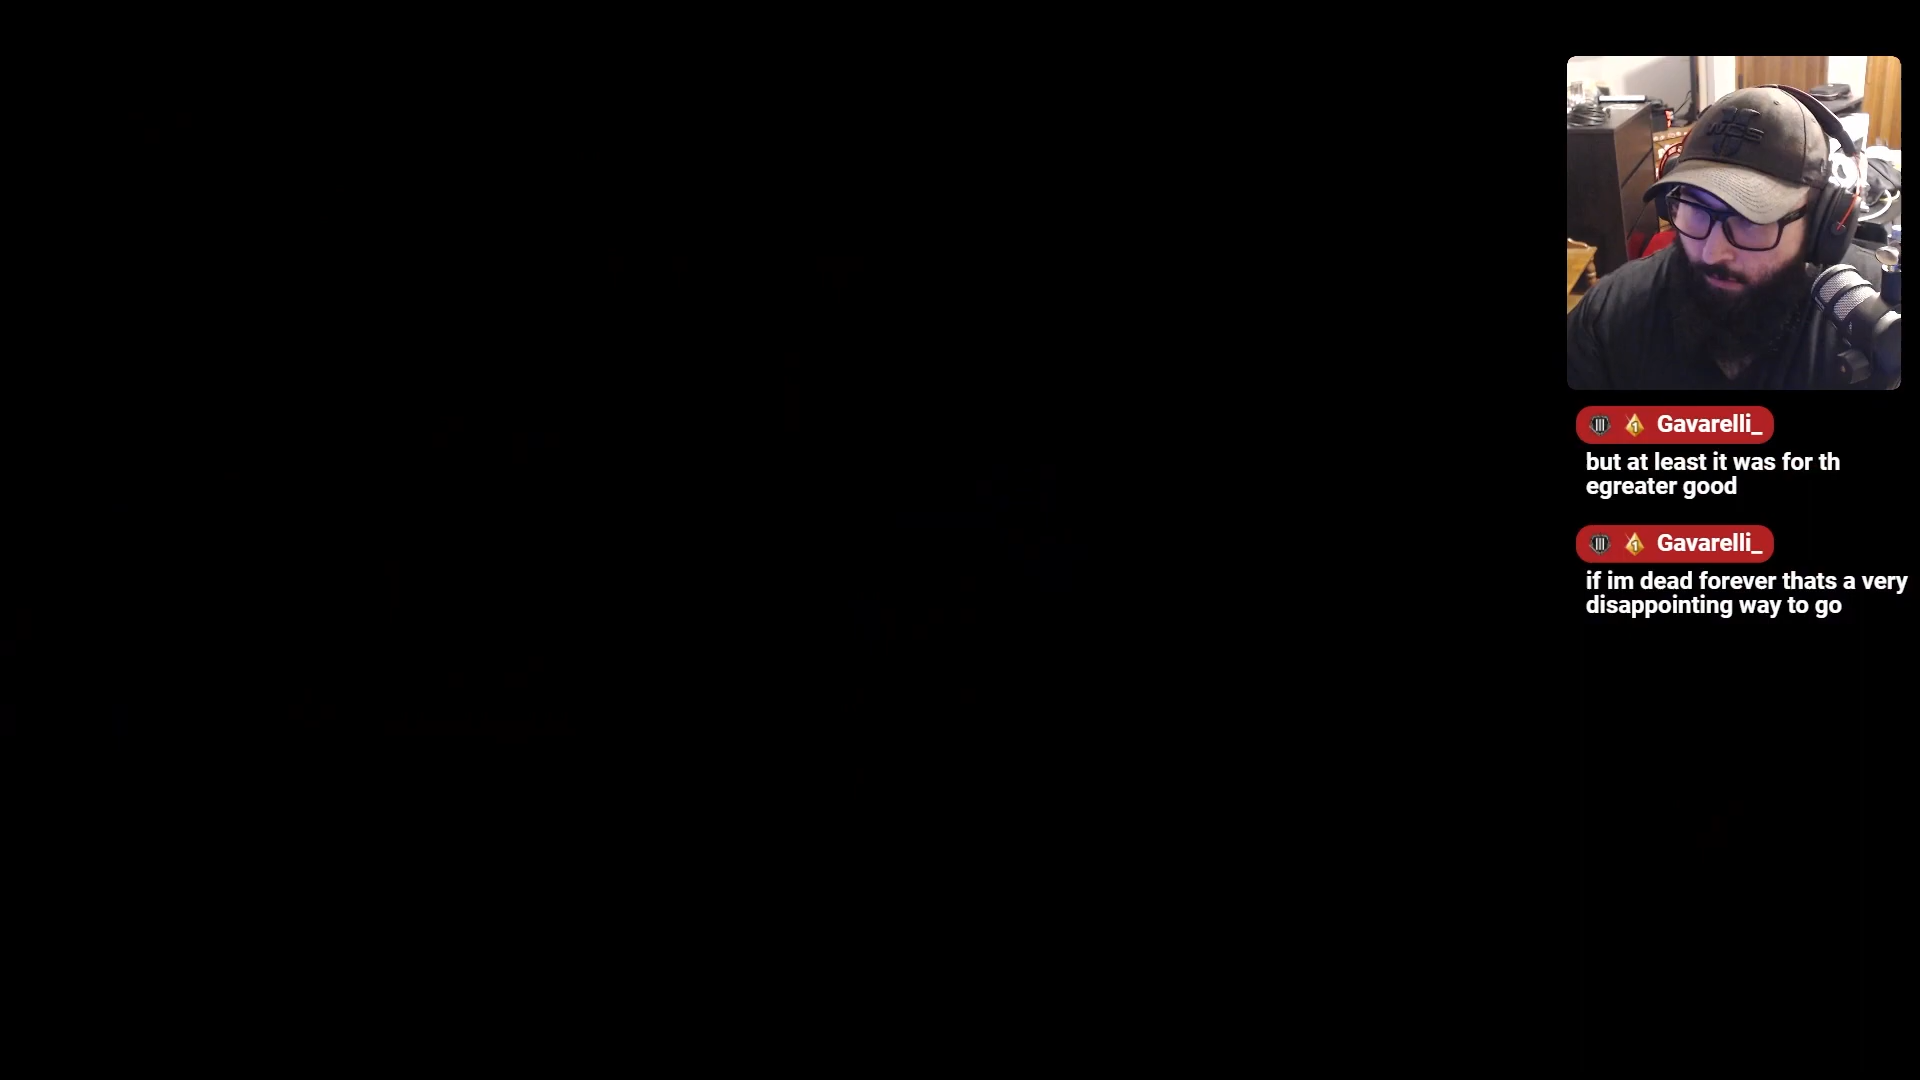 Gavarelli_
but at least it was for th
egreater good
Gavarelli_
if im dead forever thats a very
disappointing way to go